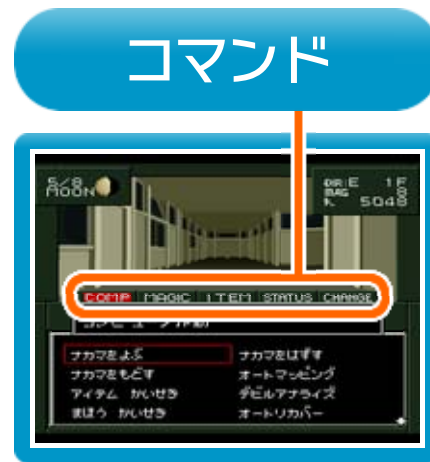 コマンド
5/8
MOON
DIR:E 1F
MAG 8
¥ 5048
COMP MAGIC ITEM STATUS CHANGE
ナカマをよぶ ナカマをはずす
ナカマをもどす オートマッピング
アイテム かいせき デビルアナライズ
まほう かいせき オートリカバー